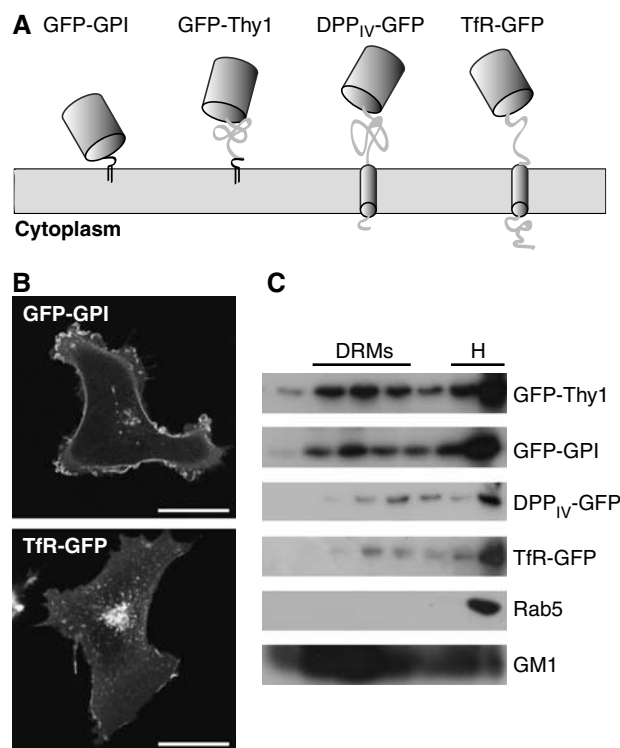 A
GFP-GPI GFP-Thy1 DPPIV-GFP TfR-GFP
Cytoplasm
B
GFP-GPI
TfR-GFP
C
DRMs H
GFP-Thy1
GFP-GPI
DPPIV-GFP
TfR-GFP
Rab5
GM1